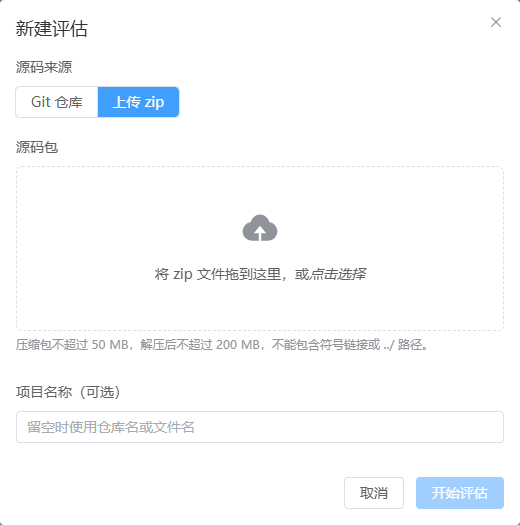 新建评估
源码来源
Git 仓库
上传 zip
源码包
将 zip 文件拖到这里，或点击选择
压缩包不超过 50 MB，解压后不超过 200 MB，不能包含符号链接或 ../ 路径。
项目名称（可选）
留空时使用仓库名或文件名
取消
开始评估